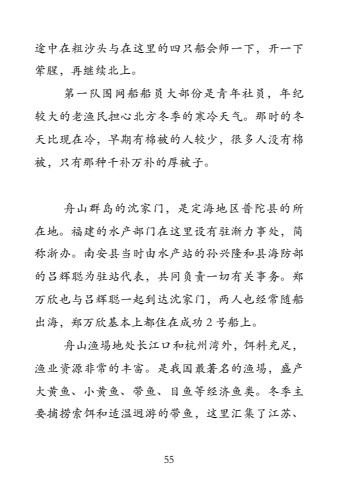 途中在粗沙头与在这里的四只船会师一下，开一下
荤腥，再继续北上。
第一队围网船船员大部份是青年社员，年纪
较大的老渔民担心北方冬季的寒冷天气。那时的冬
天比现在冷，早期有棉被的人较少，很多人没有棉
被，只有那种千补万补的厚被子。
舟山群岛的沈家门，是定海地区普陀县的所
在地。福建的水产部门在这里设有驻渐力事处，简
称浙办。南安县当时由水产站的孙兴隆和县海防部
的吕辉聪为驻站代表，共同负责一切有关事务。郑
万欣也与吕辉聪一起到达沈家门，两人也经常随船
出海，郑万欣基本上都住在成功 2 号船上。
舟山渔场地处长江口和杭州湾外，饵料充足，
渔业资源非常的丰富。是我国最著名的渔場，盛产
大黄鱼、小黄鱼、带鱼、目鱼等经济鱼类。冬季主
要捕捞索饵和适温迴游的带鱼，这里汇集了江苏、
55